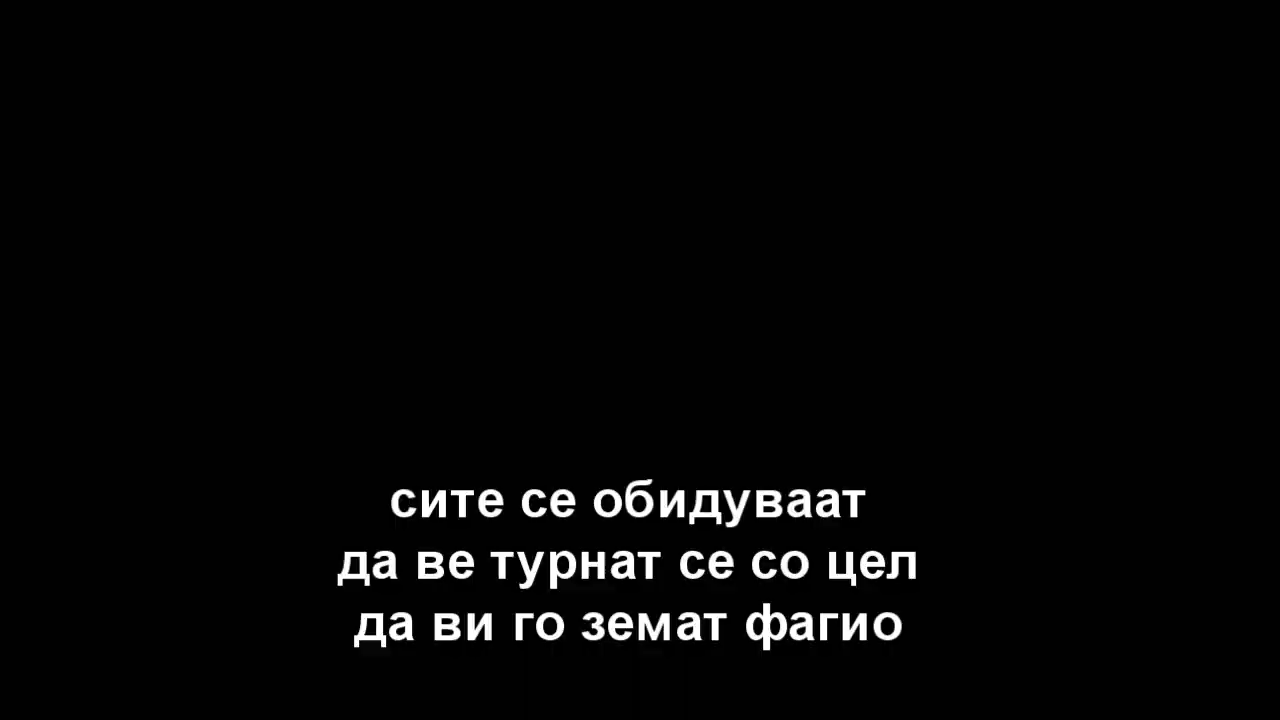 сите се обидуваат
да ве турнат се со цел
да ви го земат фагио